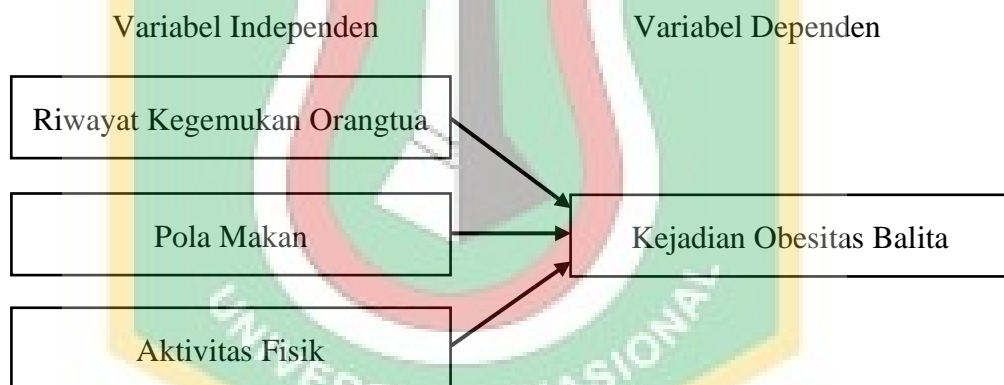 Variabel Independen
Variabel Dependen
Riwayat Kegemukan Orangtua
Pola Makan
Kejadian Obesitas Balita
Aktivitas Fisik